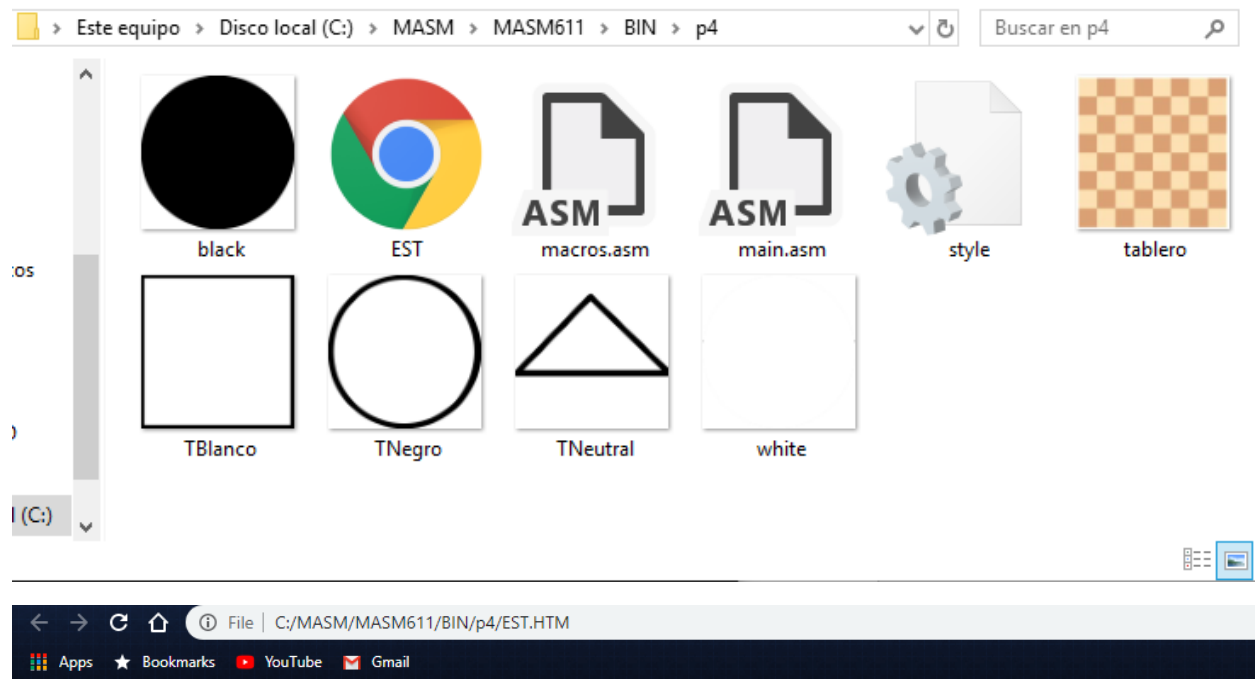 > Este equipo > Disco local (C:) > MASM > MASM611 > BIN > p4
Buscar en p4
ASM
ASM
black
EST
macros.asm
main.asm
style
tablero
os
TBlanco
TNegro
TNeutral
white
(C:)
File | C:/MASM/MASM611/BIN/p4/EST.HTM
Apps
Bookmarks
YouTube
Gmail